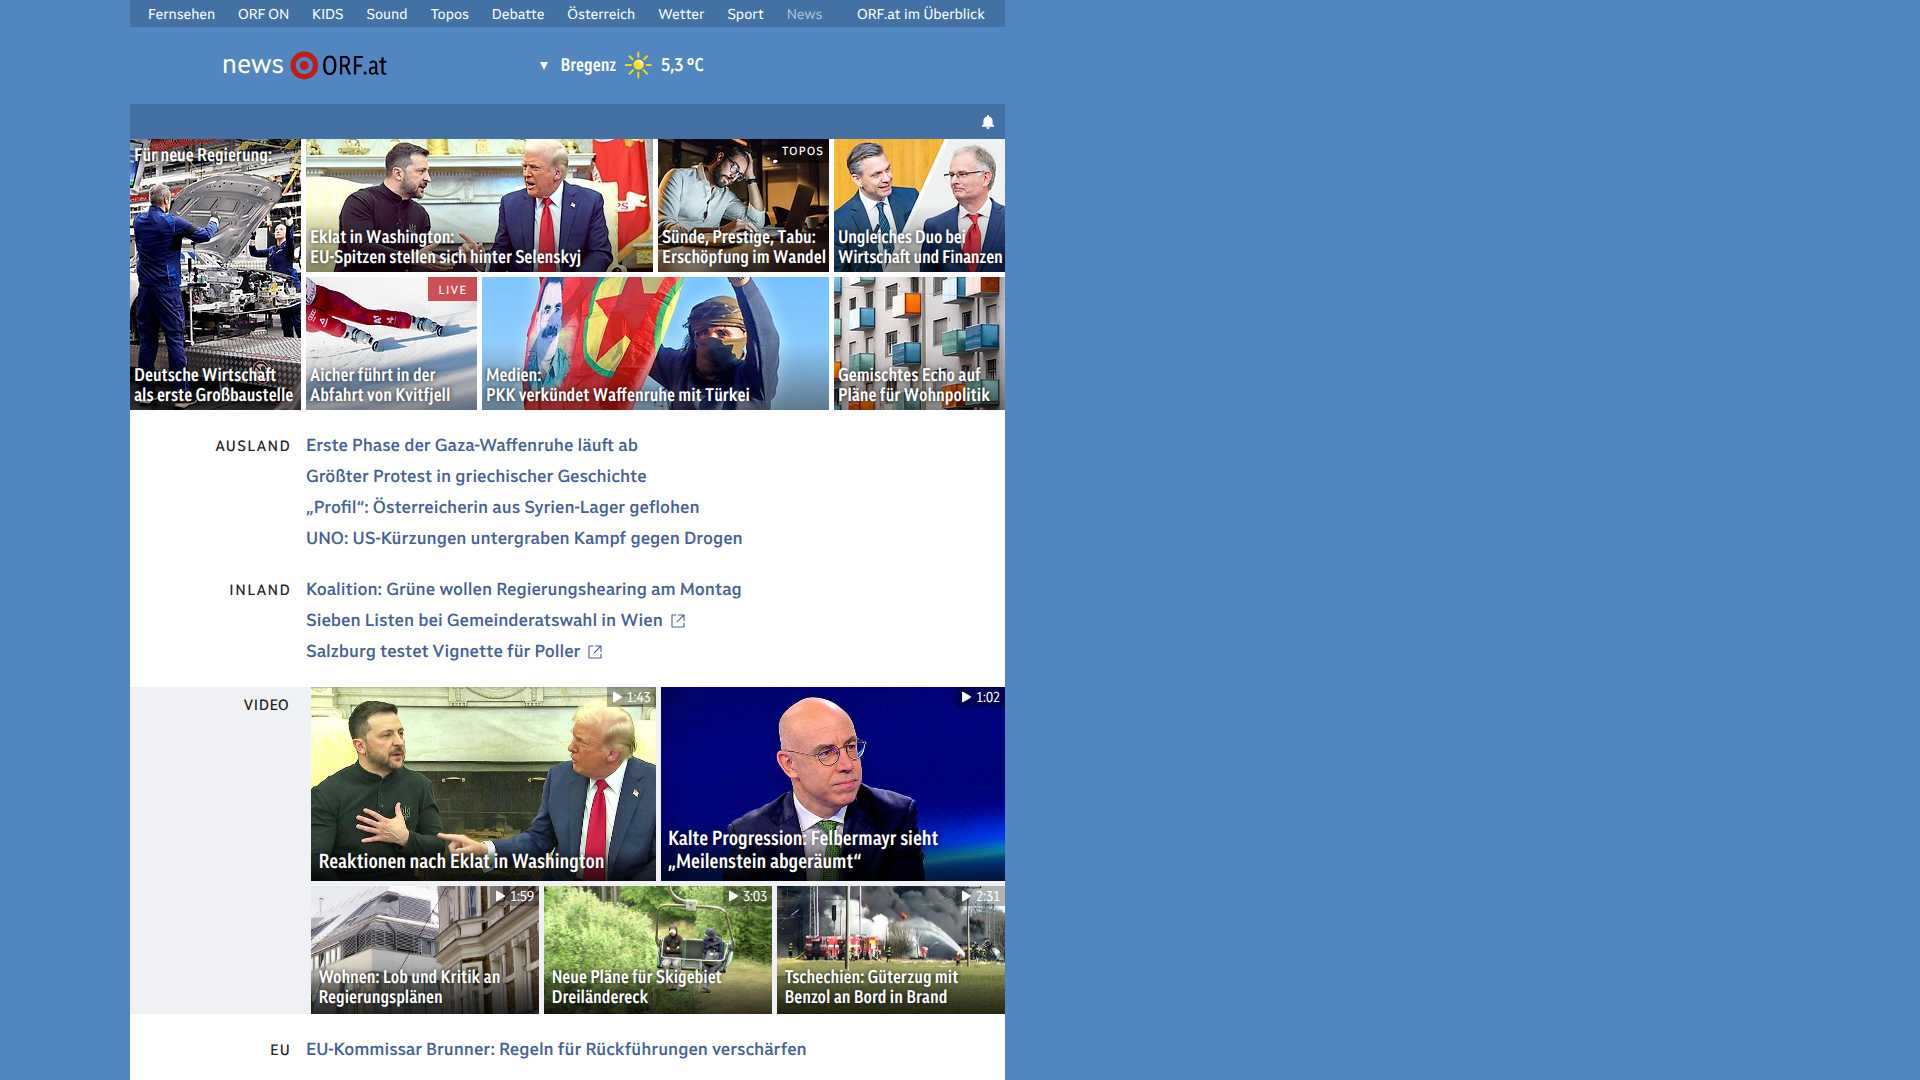 Fernsehen ORF ON KIDS Sound Topos Debatte Österreich Wetter Sport News ORF.at im Überblick
news ORF.at
Bregenz 5,3 °C
Für neue Regierung:
Deutsche Wirtschaft
als erste Großbaustelle
Eklat in Washington:
EU-Spitzen stellen sich hinter Selenskyj
TOPOS
Sünde, Prestige, Tabu:
Erschöpfung im Wandel
Ungleiches Duo bei
Wirtschaft und Finanzen
LIVE
Aicher führt in der
Abfahrt von Kvitfjell
Medien:
PKK verkündet Waffenruhe mit Türkei
Gemischtes Echo auf
Pläne für Wohnpolitik
AUSLAND
Erste Phase der Gaza-Waffenruhe läuft ab
Größter Protest in griechischer Geschichte
„Profil“: Österreicherin aus Syrien-Lager geflohen
UNO: US-Kürzungen untergraben Kampf gegen Drogen
INLAND
Koalition: Grüne wollen Regierungshearing am Montag
Sieben Listen bei Gemeinderatswahl in Wien
Salzburg testet Vignette für Poller
VIDEO
1:43
Reaktionen nach Eklat in Washington
1:02
Kalte Progression: Felbermayr sieht
„Meilenstein abgeräumt“
1:59
Wohnen: Lob und Kritik an
Regierungsplänen
3:03
Neue Pläne für Skigebiet
Dreiländereck
2:31
Tschechien: Güterzug mit
Benzol an Bord in Brand
EU
EU-Kommissar Brunner: Regeln für Rückführungen verschärfen